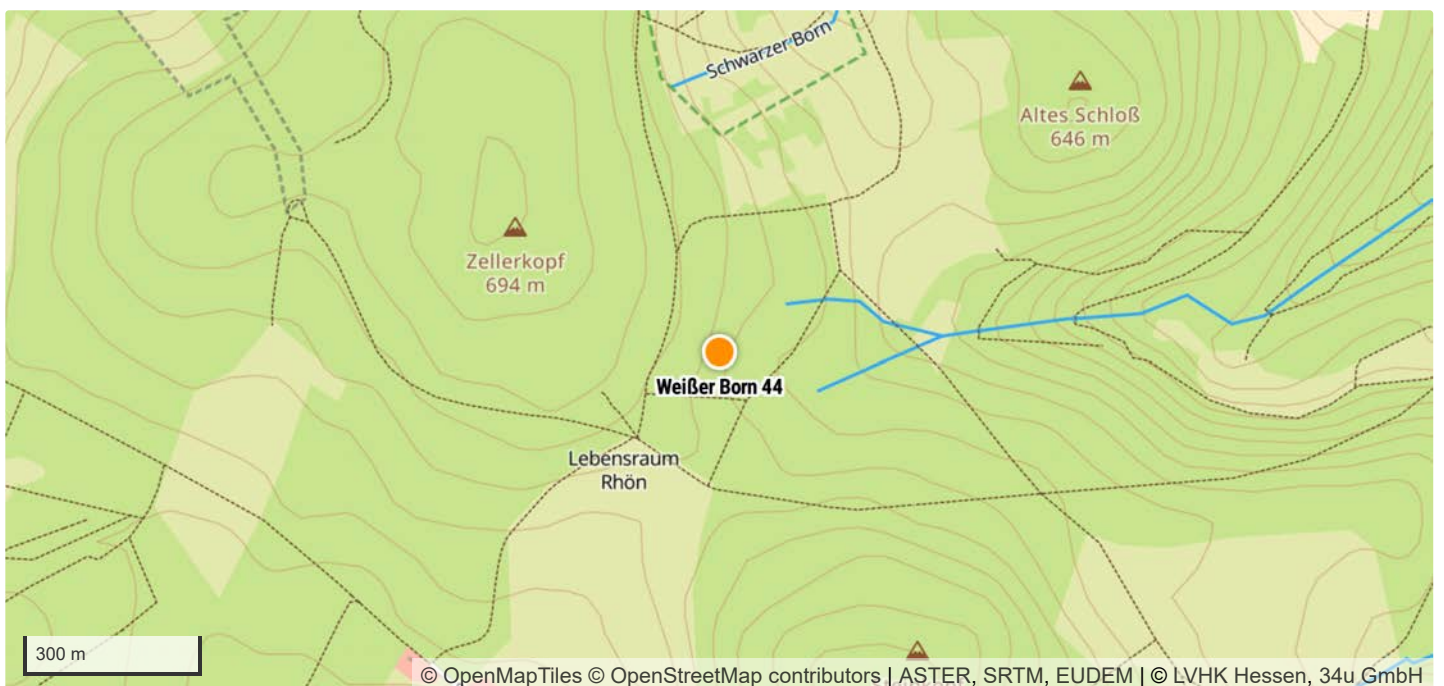 Schwarzer Born
Altes Schloß
646 m
Zellerkopf
694 m
Weißer Born 44
Lebensraum
Rhön
300 m
© OpenMapTiles © OpenStreetMap contributors | ASTER, SRTM, EUDEM | © LVHK Hessen, 34u GmbH